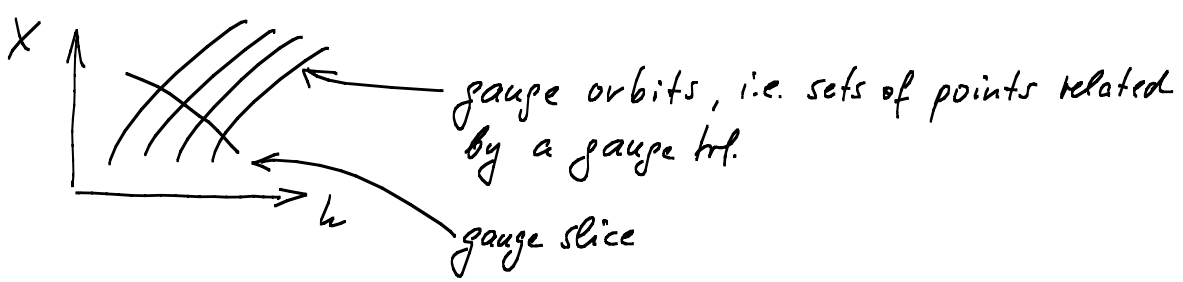 X
gauge orbits, i.e. sets of points related
by a gauge trf.
h
gauge slice